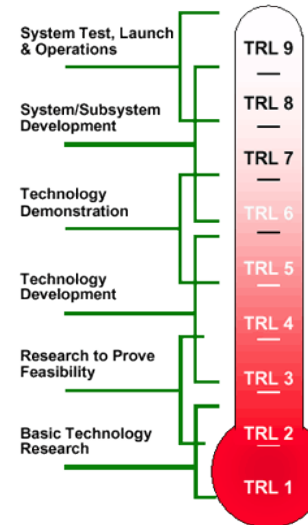 System Test, Launch
& Operations
System/Subsystem
Development
Technology
Demonstration
Technology
Development
Research to Prove
Feasibility
Basic Technology
Research
TRL 9
TRL 8
TRL 7
TRL 6
TRL 5
TRL 4
TRL 3
TRL 2
TRL 1